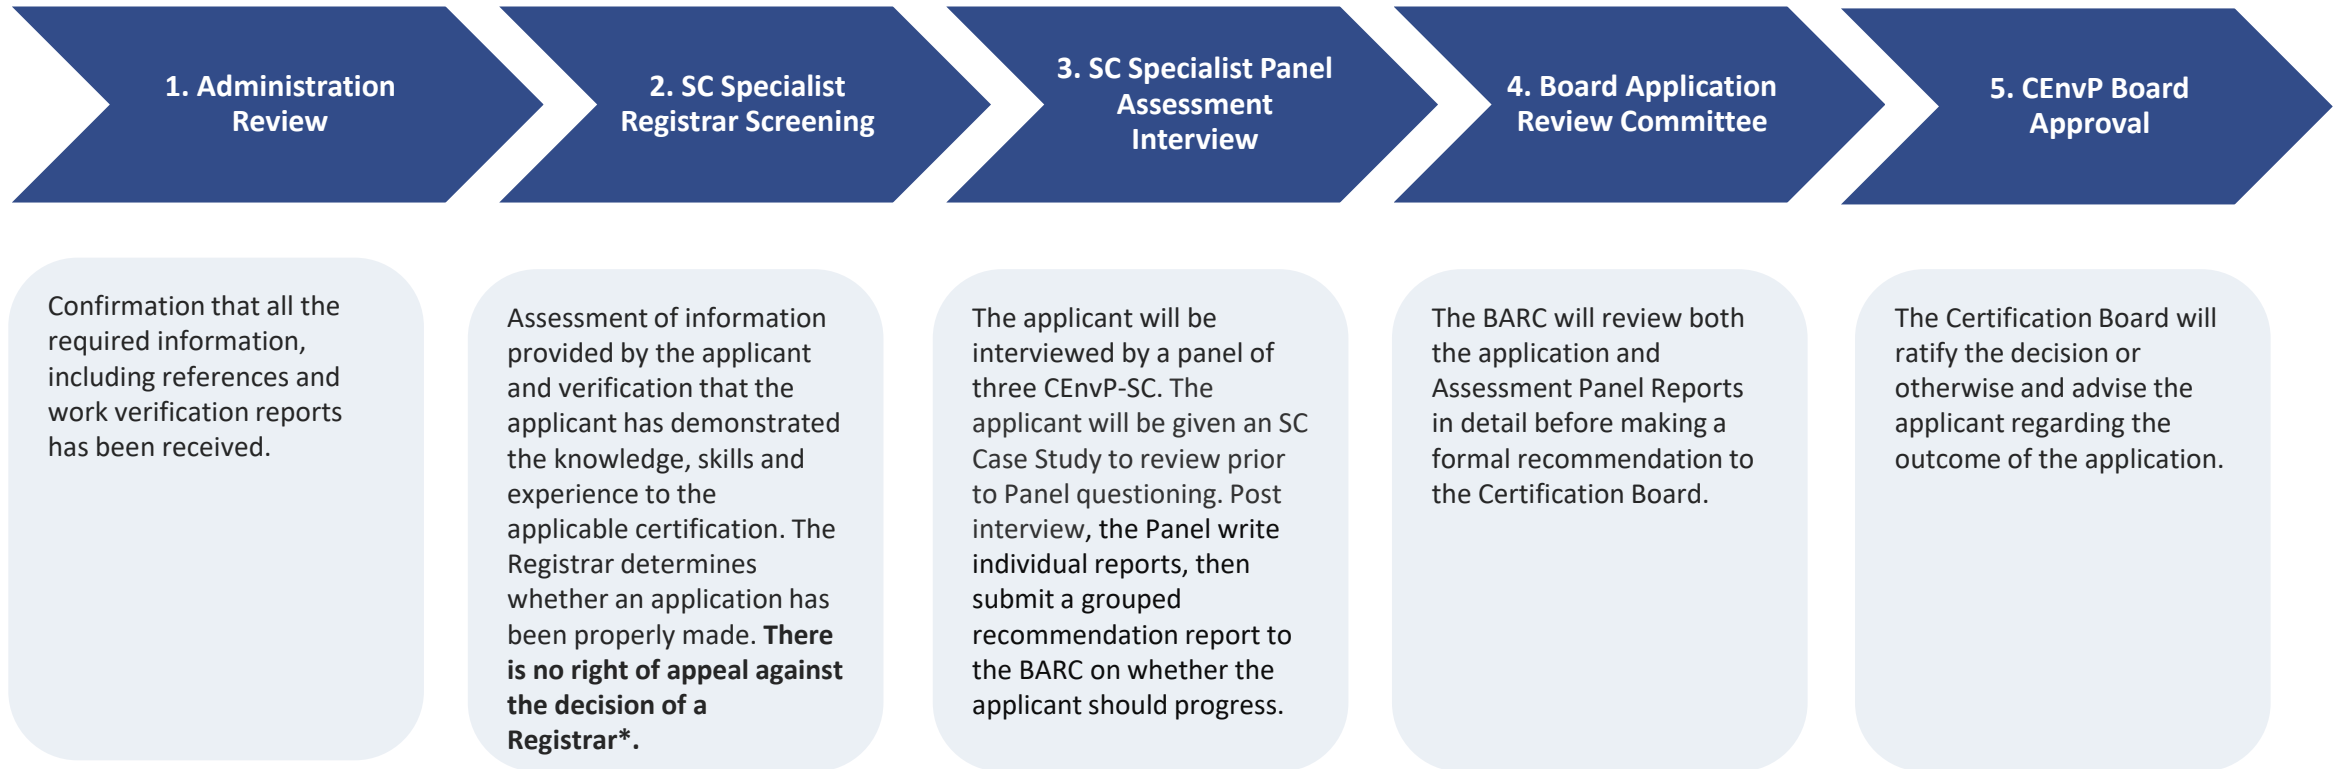 1. Administration
Review
2. SC Specialist
Registrar Screening
3. SC Specialist Panel
Assessment
Interview
4. Board Application
Review Committee
5. CEnvP Board
Approval
Confirmation that all the
required information,
including references and
work verification reports
has been received.
Assessment of information
provided by the applicant
and verification that the
applicant has demonstrated
the knowledge, skills and
experience to the
applicable certification. The
Registrar determines
whether an application has
been properly made. There
is no right of appeal against
the decision of a
Registrar*.
The applicant will be
interviewed by a panel of
three CEnvP-SC. The
applicant will be given an SC
Case Study to review prior
to Panel questioning. Post
interview, the Panel write
individual reports, then
submit a grouped
recommendation report to
the BARC on whether the
applicant should progress.
The BARC will review both
the application and
Assessment Panel Reports
in detail before making a
formal recommendation to
the Certification Board.
The Certification Board will
ratify the decision or
otherwise and advise the
applicant regarding the
outcome of the application.